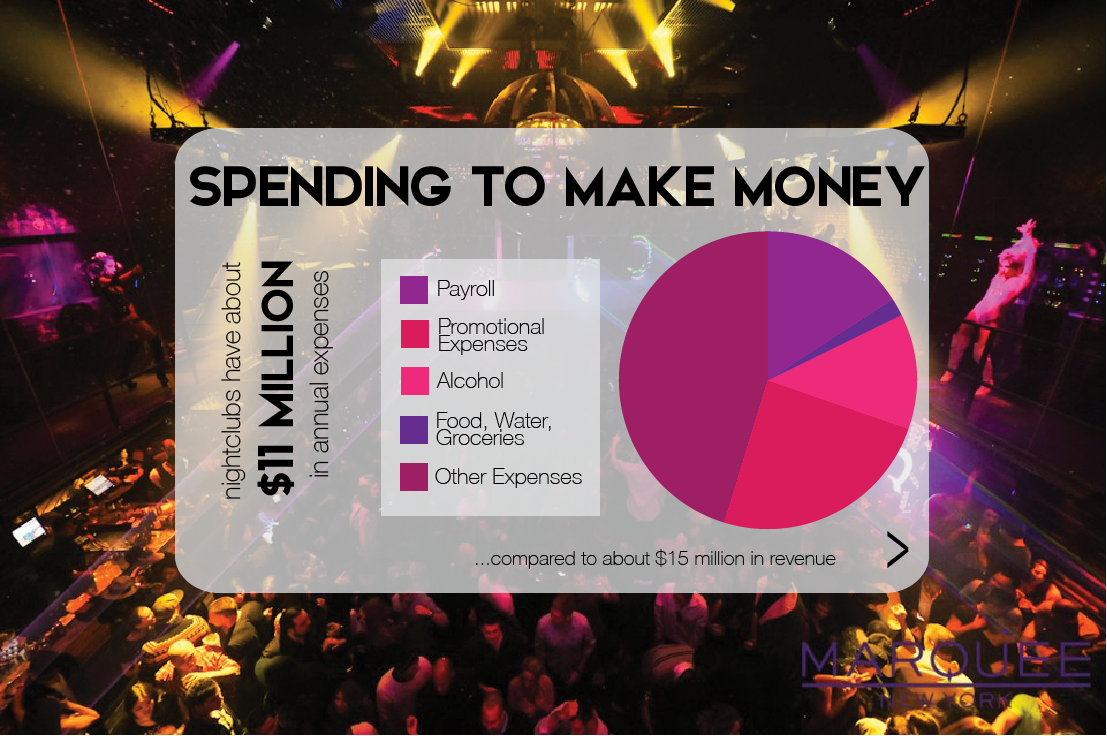 SPENDING TO MAKE MONEY
nightclubs have about
$11 MILLION
in annual expenses
Payroll
Promotional
Expenses
Alcohol
Food, Water,
Groceries
Other Expenses
...compared to about $15 million in revenue
>
MARQUEE
NEW YORK